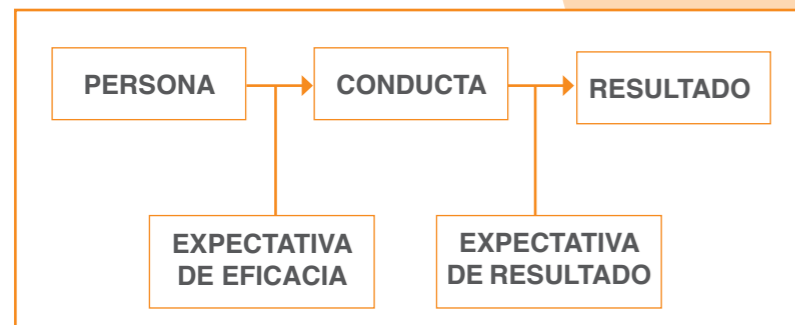 PERSONA
CONDUCTA
RESULTADO
EXPECTATIVA
DE EFICACIA
EXPECTATIVA
DE RESULTADO